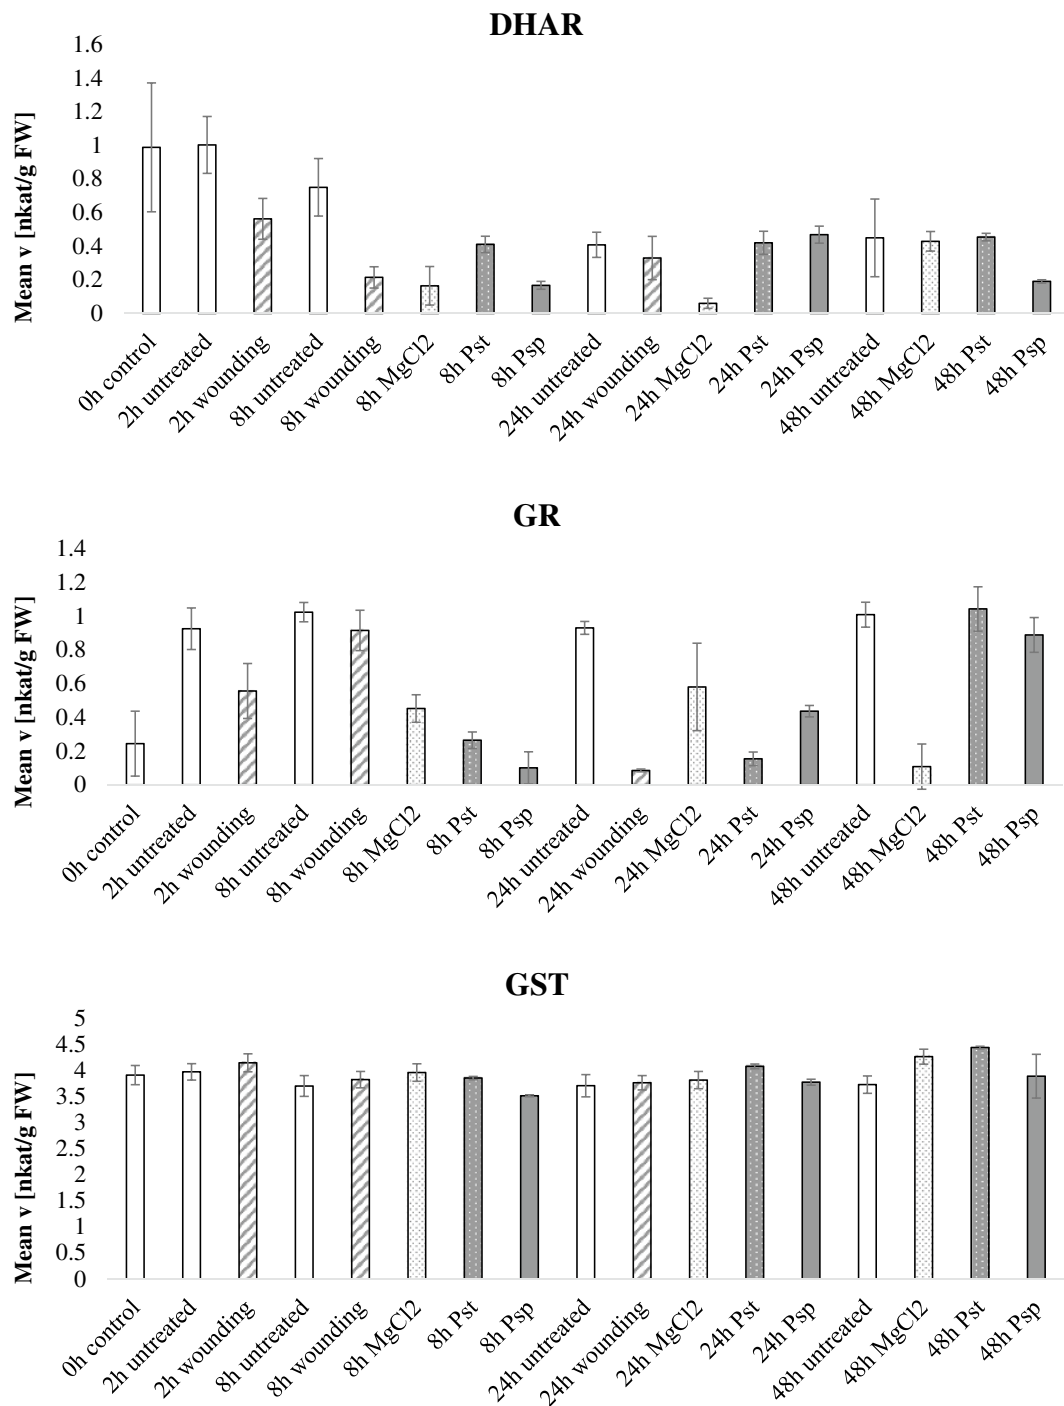 DHAR
Mean v [nkat/g FW]
1.6
1.4
1.2
1
0.8
0.6
0.4
0.2
0
0h control
2h untreated
2h wounding
8h untreated
8h wounding
8h MgCl2
8h Pst
8h Psp
24h untreated
24h wounding
24h MgCl2
24h Pst
24h Psp
48h untreated
48h MgCl2
48h Pst
48h Psp
GR
Mean v [nkat/g FW]
1.4
1.2
1
0.8
0.6
0.4
0.2
0
0h control
2h untreated
2h wounding
8h untreated
8h wounding
8h MgCl2
8h Pst
8h Psp
24h untreated
24h wounding
24h MgCl2
24h Pst
24h Psp
48h untreated
48h MgCl2
48h Pst
48h Psp
GST
Mean v [nkat/g FW]
5
4.5
4
3.5
3
2.5
2
1.5
1
0.5
0
0h control
2h untreated
2h wounding
8h untreated
8h wounding
8h MgCl2
8h Pst
8h Psp
24h untreated
24h wounding
24h MgCl2
24h Pst
24h Psp
48h untreated
48h MgCl2
48h Pst
48h Psp